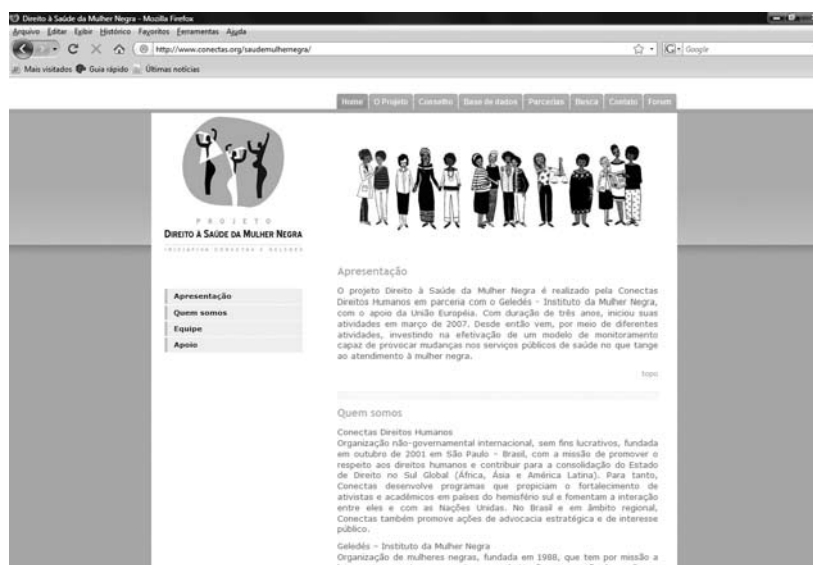 Direito à Saúde da Mulher Negra - Mozilla Firefox
Arquivo Editar Exibir Histórico Favoritos Ferramentas Ajuda
http://www.conectas.org/saudemulhernegra/
Google
Mais visitados Guia rápido Últimas notícias
Home O Projeto Conselho Base de dados Parcerias Busca Contato Forum
PROJETO
DIREITO À SAÚDE DA MULHER NEGRA
INICIATIVA CONECTAS E GELEDÉS
Apresentação
Quem somos
Equipe
Apoio
Apresentação
O projeto Direito à Saúde da Mulher Negra é realizado pela Conectas
Direitos Humanos em parceria com o Geledés - Instituto da Mulher Negra,
com o apoio da União Européia. Com duração de três anos, iniciou suas
atividades em março de 2007. Desde então vem, por meio de diferentes
atividades, investindo na efetivação de um modelo de monitoramento
capaz de provocar mudanças nos serviços públicos de saúde no que tange
ao atendimento à mulher negra.
topo
Quem somos
Conectas Direitos Humanos
Organização não-governamental internacional, sem fins lucrativos, fundada
em outubro de 2001 em São Paulo - Brasil, com a missão de promover o
respeito aos direitos humanos e contribuir para a consolidação do Estado
de Direito no Sul Global (África, Ásia e América Latina). Para tanto,
Conectas desenvolve programas que propiciam o fortalecimento de
ativistas e acadêmicos em países do hemisfério sul e fomentam a interação
entre eles e com as Nações Unidas. No Brasil e em âmbito regional,
Conectas também promove ações de advocacia estratégica e de interesse
público.
Geledés - Instituto da Mulher Negra
Organização de mulheres negras, fundada em 1988, que tem por missão a